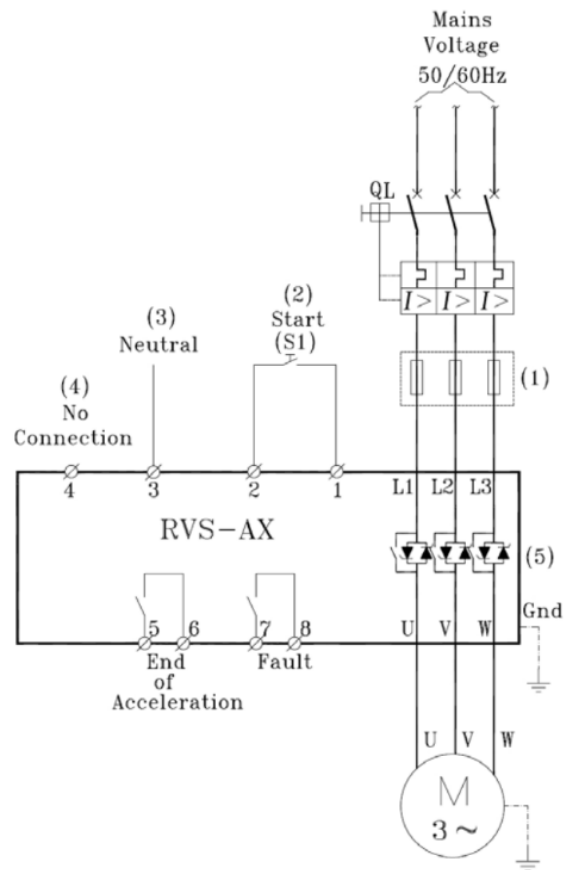 Mains
Voltage
50/60Hz
QL
I> I> I>
(1)
(2)
Start
(S1)
(3)
Neutral
(4)
No
Connection
4 3 2 1 L1 L2 L3
RVS-AX
(5)
5 6 7 8 U V W
Gnd
End
of
Acceleration
Fault
U V W
M
3~